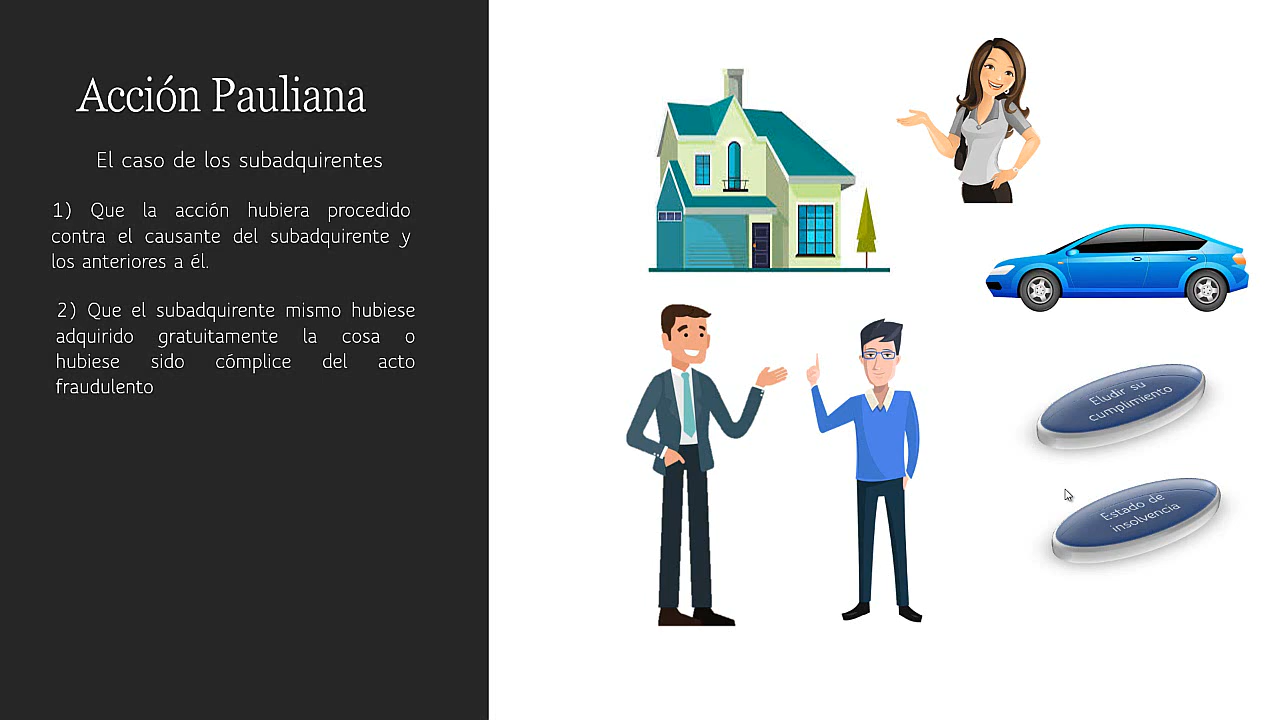 Acción Pauliana
El caso de los subadquirentes
1) Que la acción hubiera procedido
contra el causante del subadquirente y
los anteriores a él.
2) Que el subadquirente mismo hubiese
adquirido gratuitamente la cosa o
hubiese sido cómplice del acto
fraudulento
Eludir su
cumplimiento
Estado de
insolvencia